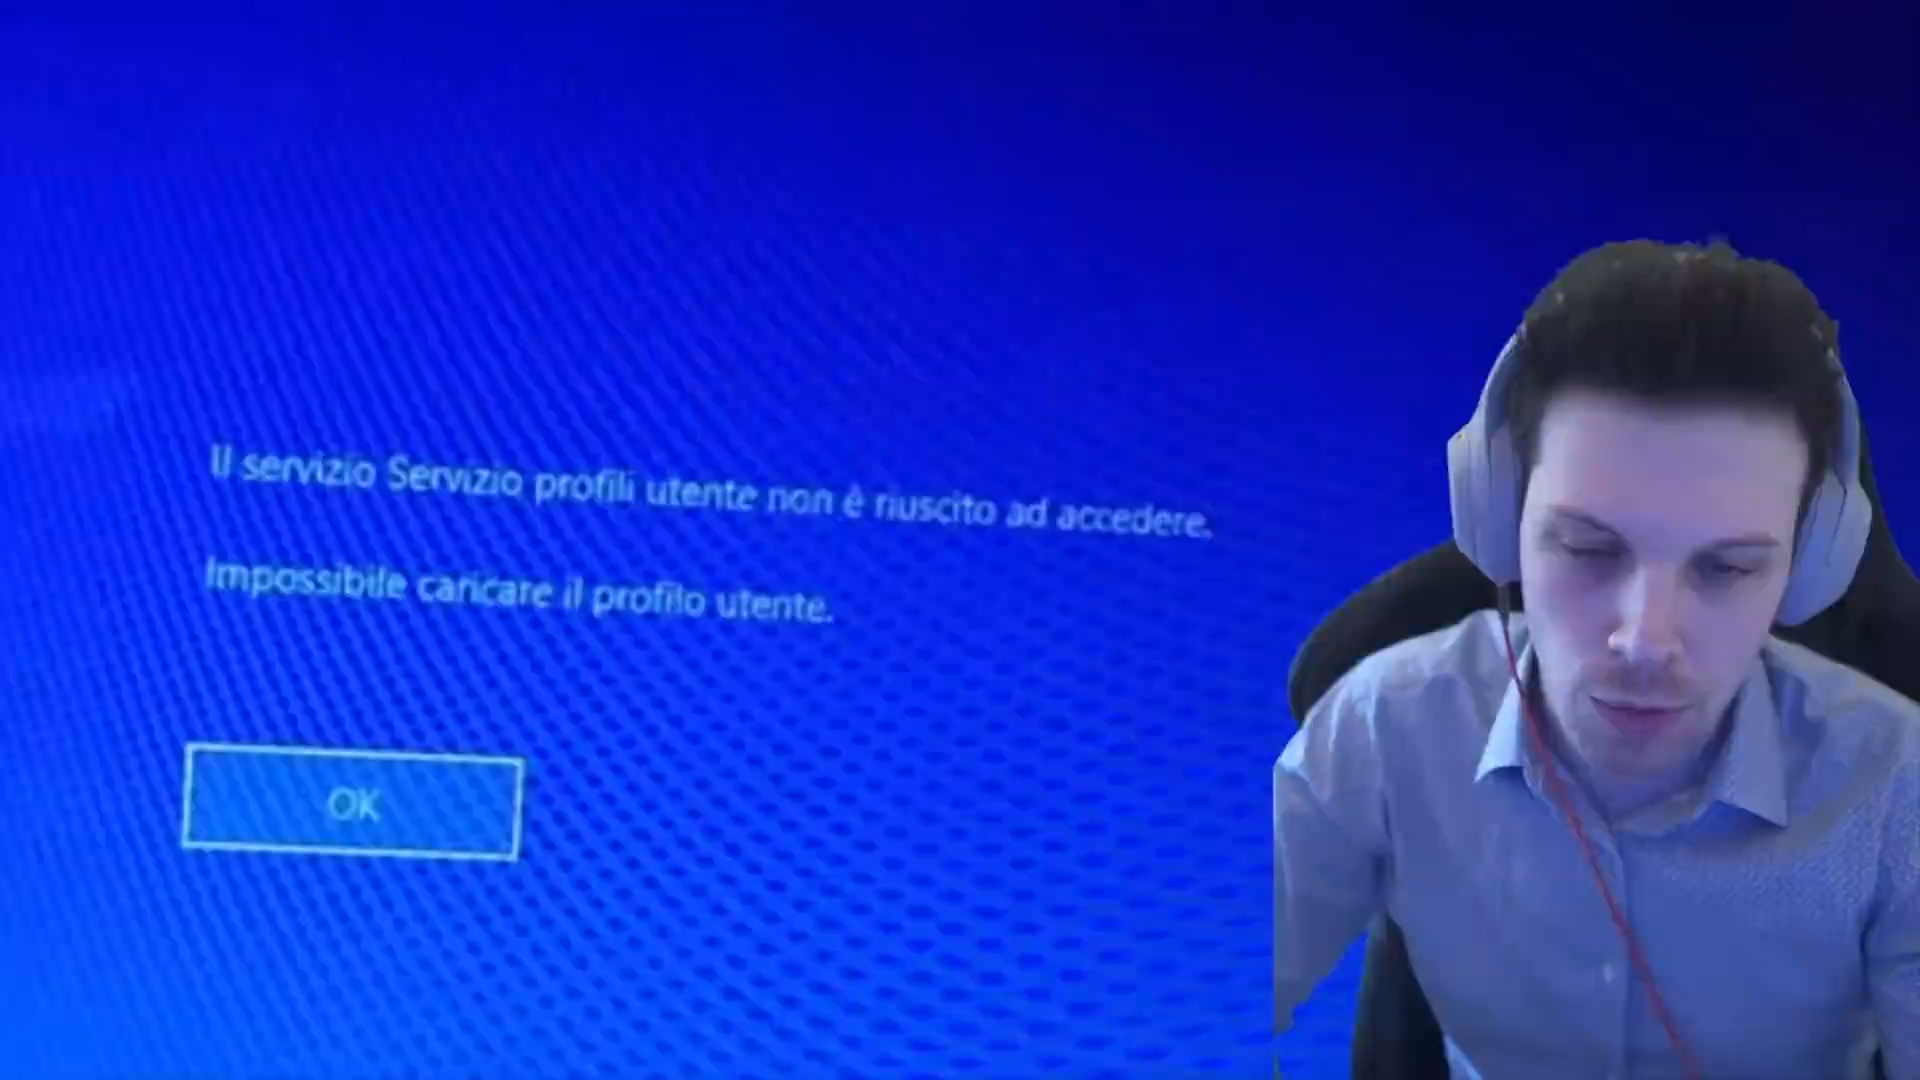 Il servizio Servizio profili utente non è riuscito ad accedere.
Impossibile caricare il profilo utente.
OK